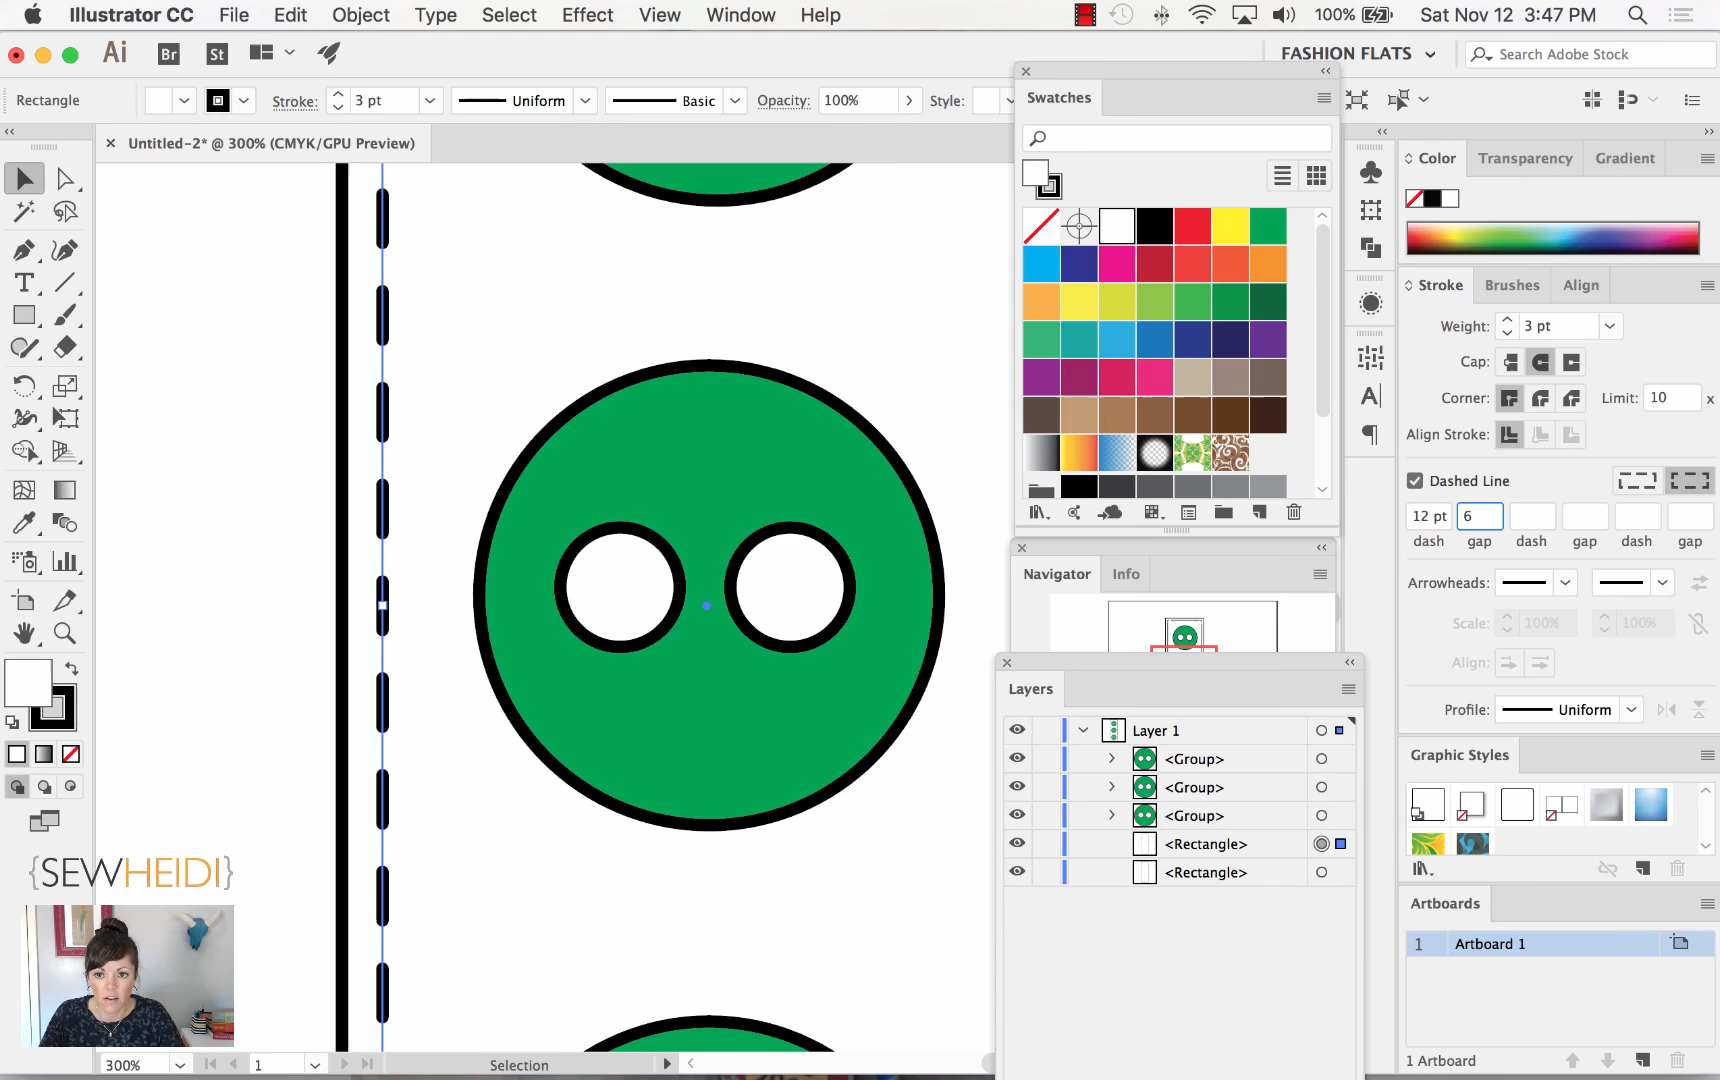 Illustrator CC File Edit Object Type Select Effect View Window Help 100% Sat Nov 12 3:47 PM
Ai Br St FASHION FLATS Search Adobe Stock
Rectangle Stroke: 3 pt Uniform Basic Opacity: 100% Style:
× Untitled-2* @ 300% (CMYK/GPU Preview)
Swatches
Color Transparency Gradient
Stroke Brushes Align
Weight: 3 pt
Cap:
Corner: Limit: 10 x
Align Stroke:
Dashed Line
12 pt 6
dash gap dash gap dash gap
Arrowheads:
Scale: 100% 100%
Align:
Profile: Uniform
Navigator Info
Layers
Layer 1
<Group>
<Group>
<Group>
<Rectangle>
<Rectangle>
Graphic Styles
Artboards
1 Artboard 1
1 Artboard
{SEWHEIDI}
300% 1 Selection